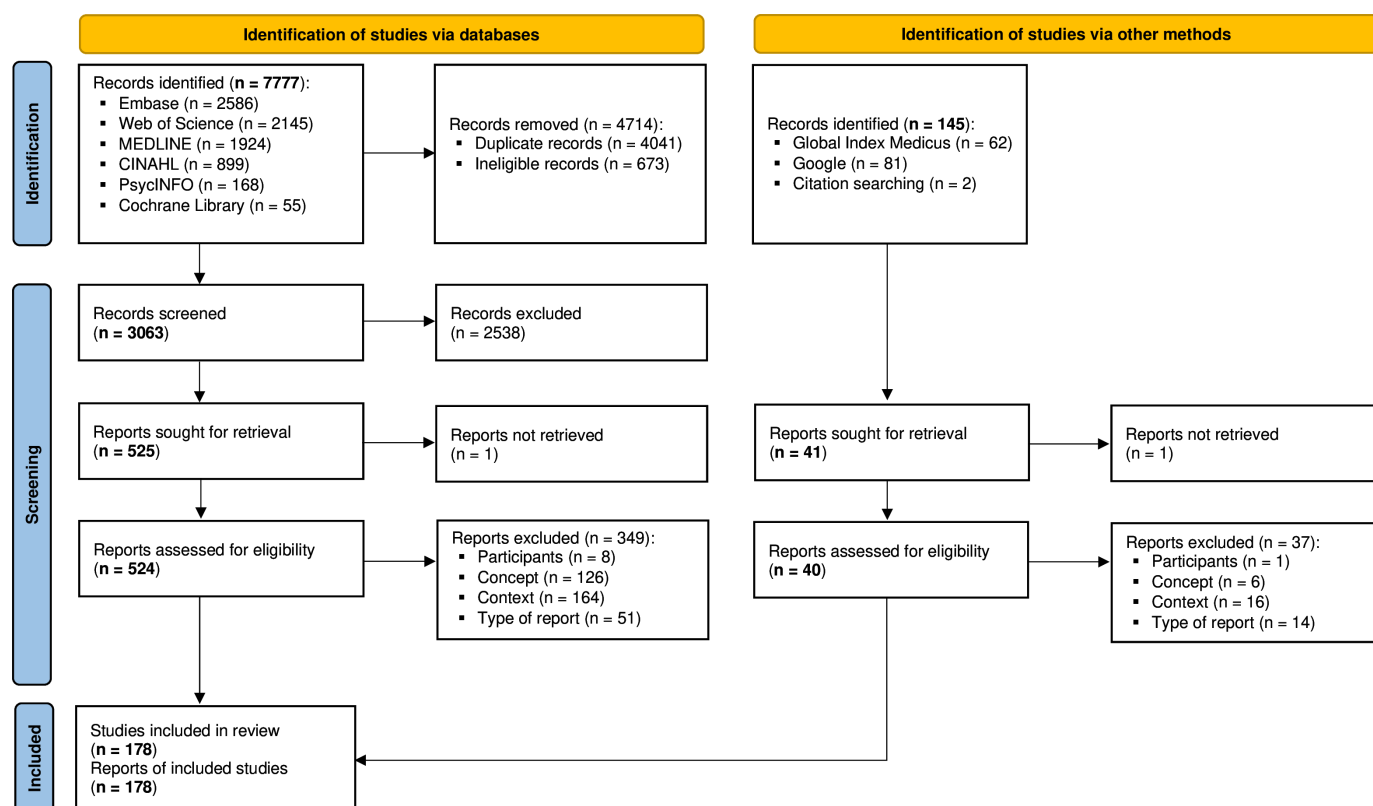 Identification of studies via databases
Identification of studies via other methods
Identification
Records identified (n = 7777):
▪ Embase (n = 2586)
▪ Web of Science (n = 2145)
▪ MEDLINE (n = 1924)
▪ CINAHL (n = 899)
▪ PsycINFO (n = 168)
▪ Cochrane Library (n = 55)
Records removed (n = 4714):
▪ Duplicate records (n = 4041)
▪ Ineligible records (n = 673)
Records identified (n = 145):
▪ Global Index Medicus (n = 62)
▪ Google (n = 81)
▪ Citation searching (n = 2)
Screening
Records screened
(n = 3063)
Records excluded
(n = 2538)
Reports sought for retrieval
(n = 525)
Reports not retrieved
(n = 1)
Reports sought for retrieval
(n = 41)
Reports not retrieved
(n = 1)
Reports assessed for eligibility
(n = 524)
Reports excluded (n = 349):
▪ Participants (n = 8)
▪ Concept (n = 126)
▪ Context (n = 164)
▪ Type of report (n = 51)
Reports assessed for eligibility
(n = 40)
Reports excluded (n = 37):
▪ Participants (n = 1)
▪ Concept (n = 6)
▪ Context (n = 16)
▪ Type of report (n = 14)
Included
Studies included in review
(n = 178)
Reports of included studies
(n = 178)